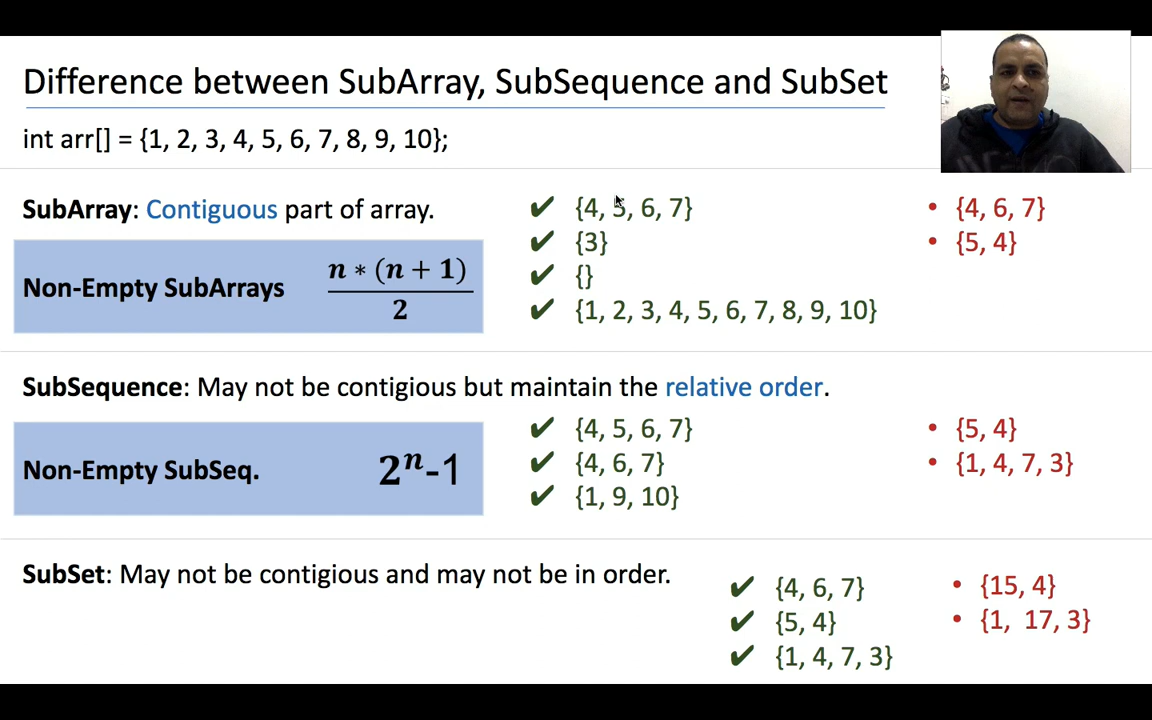 Difference between SubArray, SubSequence and SubSet
int arr[] = {1, 2, 3, 4, 5, 6, 7, 8, 9, 10};
SubArray: Contiguous part of array.
Non-Empty SubArrays n * (n + 1) / 2
✔ {4, 5, 6, 7}
✔ {3}
✔ {}
✔ {1, 2, 3, 4, 5, 6, 7, 8, 9, 10}
• {4, 6, 7}
• {5, 4}
SubSequence: May not be contigious but maintain the relative order.
Non-Empty SubSeq. 2ⁿ-1
✔ {4, 5, 6, 7}
✔ {4, 6, 7}
✔ {1, 9, 10}
• {5, 4}
• {1, 4, 7, 3}
SubSet: May not be contigious and may not be in order.
✔ {4, 6, 7}
✔ {5, 4}
✔ {1, 4, 7, 3}
• {15, 4}
• {1, 17, 3}